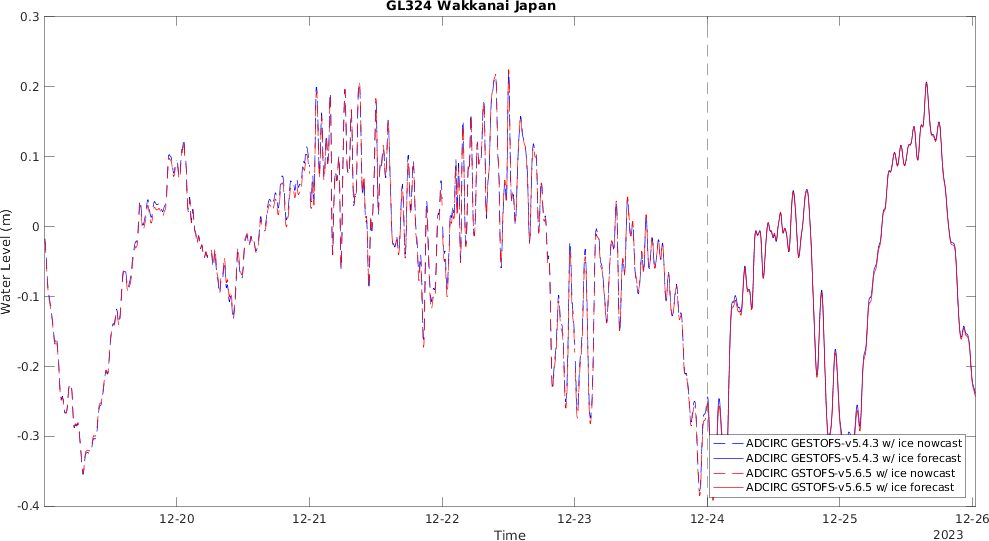 GL324 Wakkanai Japan
0.3
0.2
0.1
0
-0.1
-0.2
-0.3
-0.4
Water Level (m)
ADCIRC GESTOFS-v5.4.3 w/ ice nowcast
ADCIRC GESTOFS-v5.4.3 w/ ice forecast
ADCIRC GSTOFS-v5.6.5 w/ ice nowcast
ADCIRC GSTOFS-v5.6.5 w/ ice forecast
12-20 12-21 12-22 12-23 12-24 12-25 12-26
Time
2023